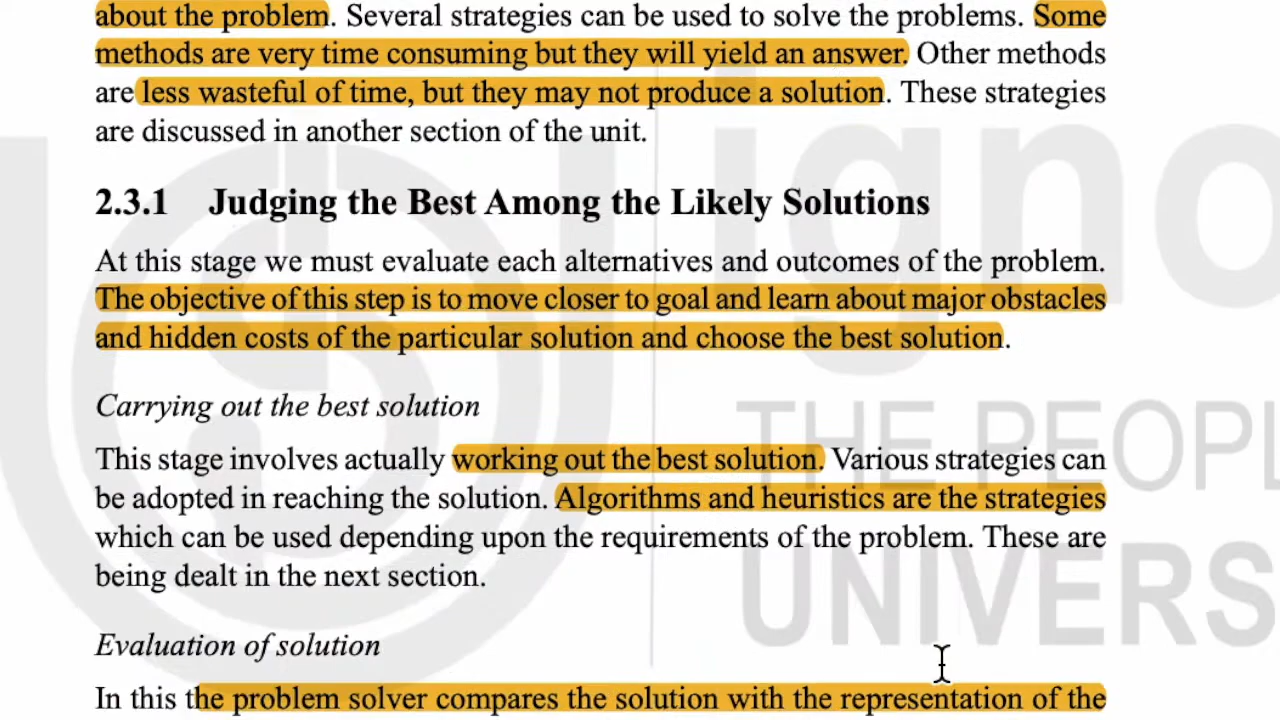 about the problem. Several strategies can be used to solve the problems. Some
methods are very time consuming but they will yield an answer. Other methods
are less wasteful of time, but they may not produce a solution. These strategies
are discussed in another section of the unit.
2.3.1 Judging the Best Among the Likely Solutions
At this stage we must evaluate each alternatives and outcomes of the problem.
The objective of this step is to move closer to goal and learn about major obstacles
and hidden costs of the particular solution and choose the best solution.
Carrying out the best solution
This stage involves actually working out the best solution. Various strategies can
be adopted in reaching the solution. Algorithms and heuristics are the strategies
which can be used depending upon the requirements of the problem. These are
being dealt in the next section.
Evaluation of solution
In this the problem solver compares the solution with the representation of the
igno
THE PEOPL
UNIVERS